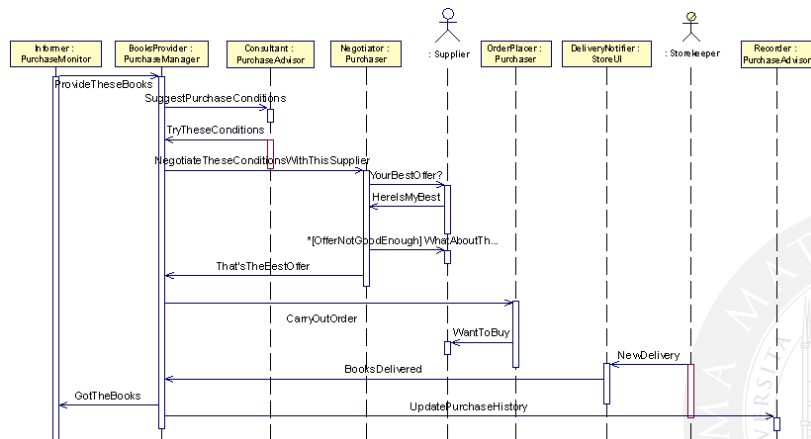 Informer :
PurchaseMonitor
BooksProvider :
PurchaseManager
Consultant :
PurchaseAdvisor
Negotiator :
Purchaser
: Supplier
OrderPlacer :
Purchaser
DeliveryNotifier :
StoreUI
: Storekeeper
Recorder :
PurchaseAdvisor
ProvideTheseBooks
SuggestPurchaseConditions
TryTheseConditions
NegotiateTheseConditionsWithThisSupplier
YourBestOffer?
HereIsMyBest
*[OfferNotGoodEnough] WhatAboutTh...
That'sTheBestOffer
CarryOutOrder
WantToBuy
NewDelivery
BooksDelivered
GotTheBooks
UpdatePurchaseHistory